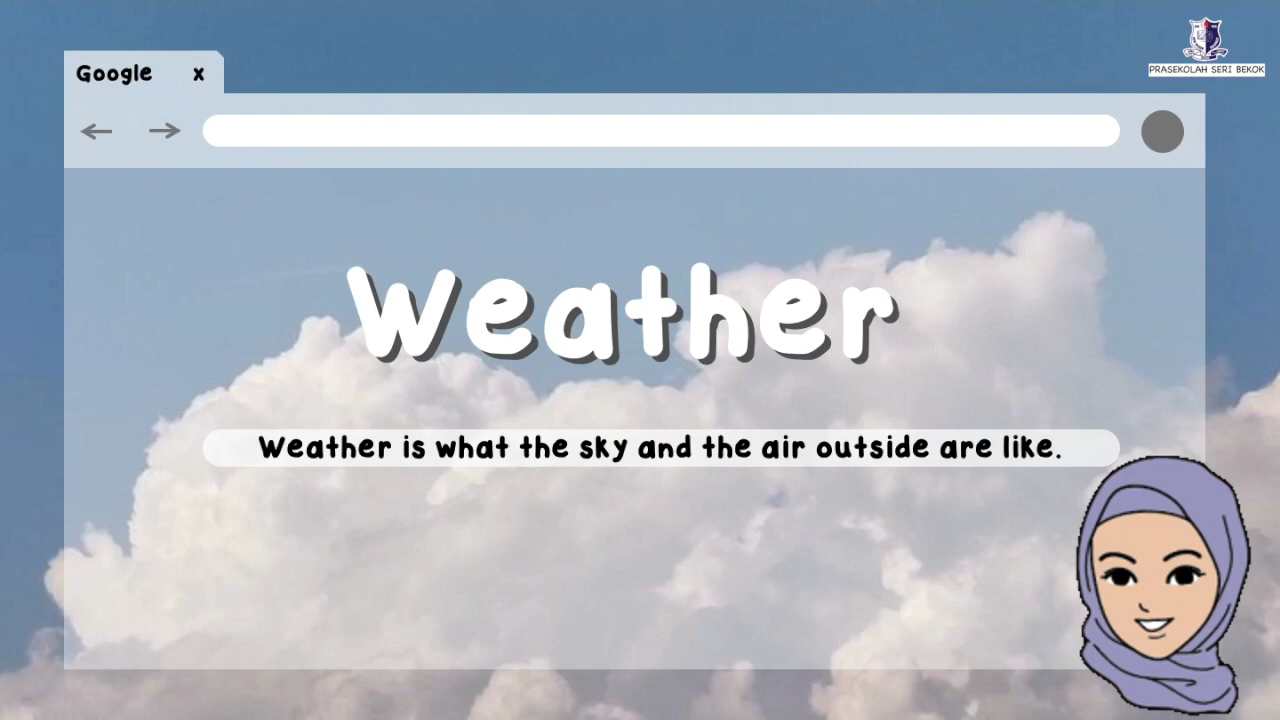 PRASEKOLAH SERI BEKOK
Google x
Weather
Weather is what the sky and the air outside are like.